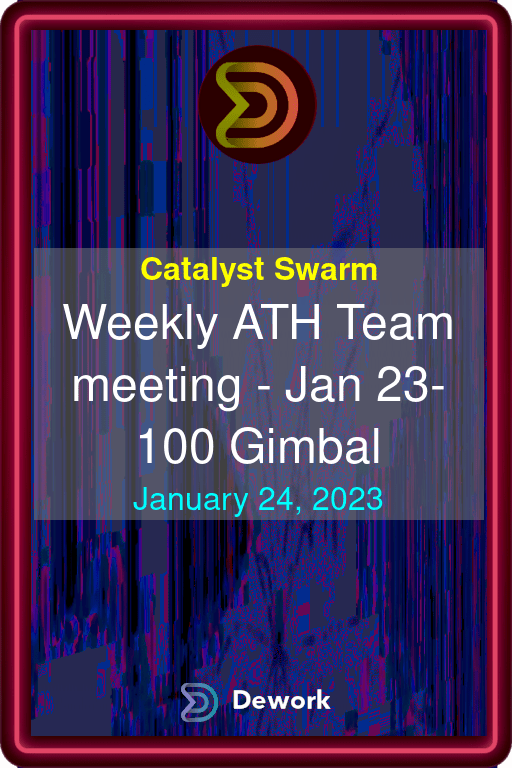 Catalyst Swarm
Weekly ATH Team
meeting - Jan 23-
100 Gimbal
January 24, 2023
Dework